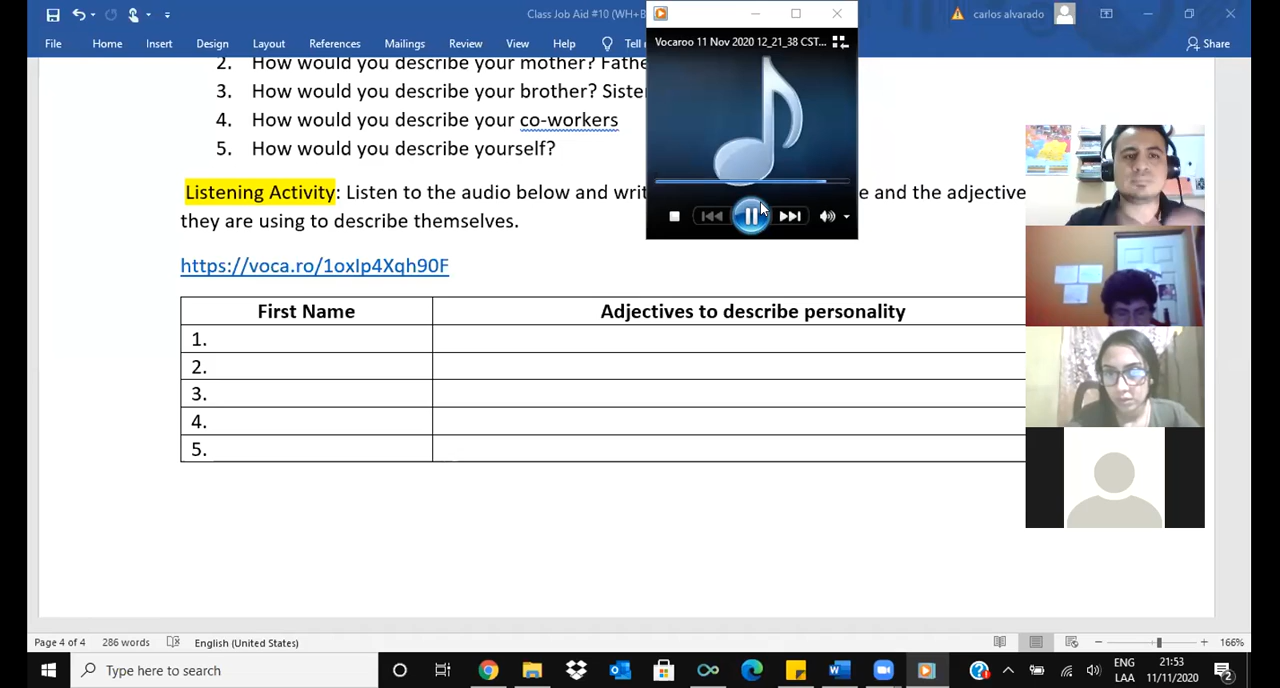 Class Job Aid #10 (WH+B
carlos alvarado
File Home Insert Design Layout References Mailings Review View Help Tell Share
Vocaroo 11 Nov 2020 12_21_38 CST...
2. How would you describe your mother? Fathe
3. How would you describe your brother? Siste
4. How would you describe your co-workers
5. How would you describe yourself?
Listening Activity: Listen to the audio below and writ e and the adjective
they are using to describe themselves.
https://voca.ro/1oxIp4Xqh90F
First Name Adjectives to describe personality
1.
2.
3.
4.
5.
Page 4 of 4 286 words English (United States) 166%
Type here to search
ENG 21:53
LAA 11/11/2020 2